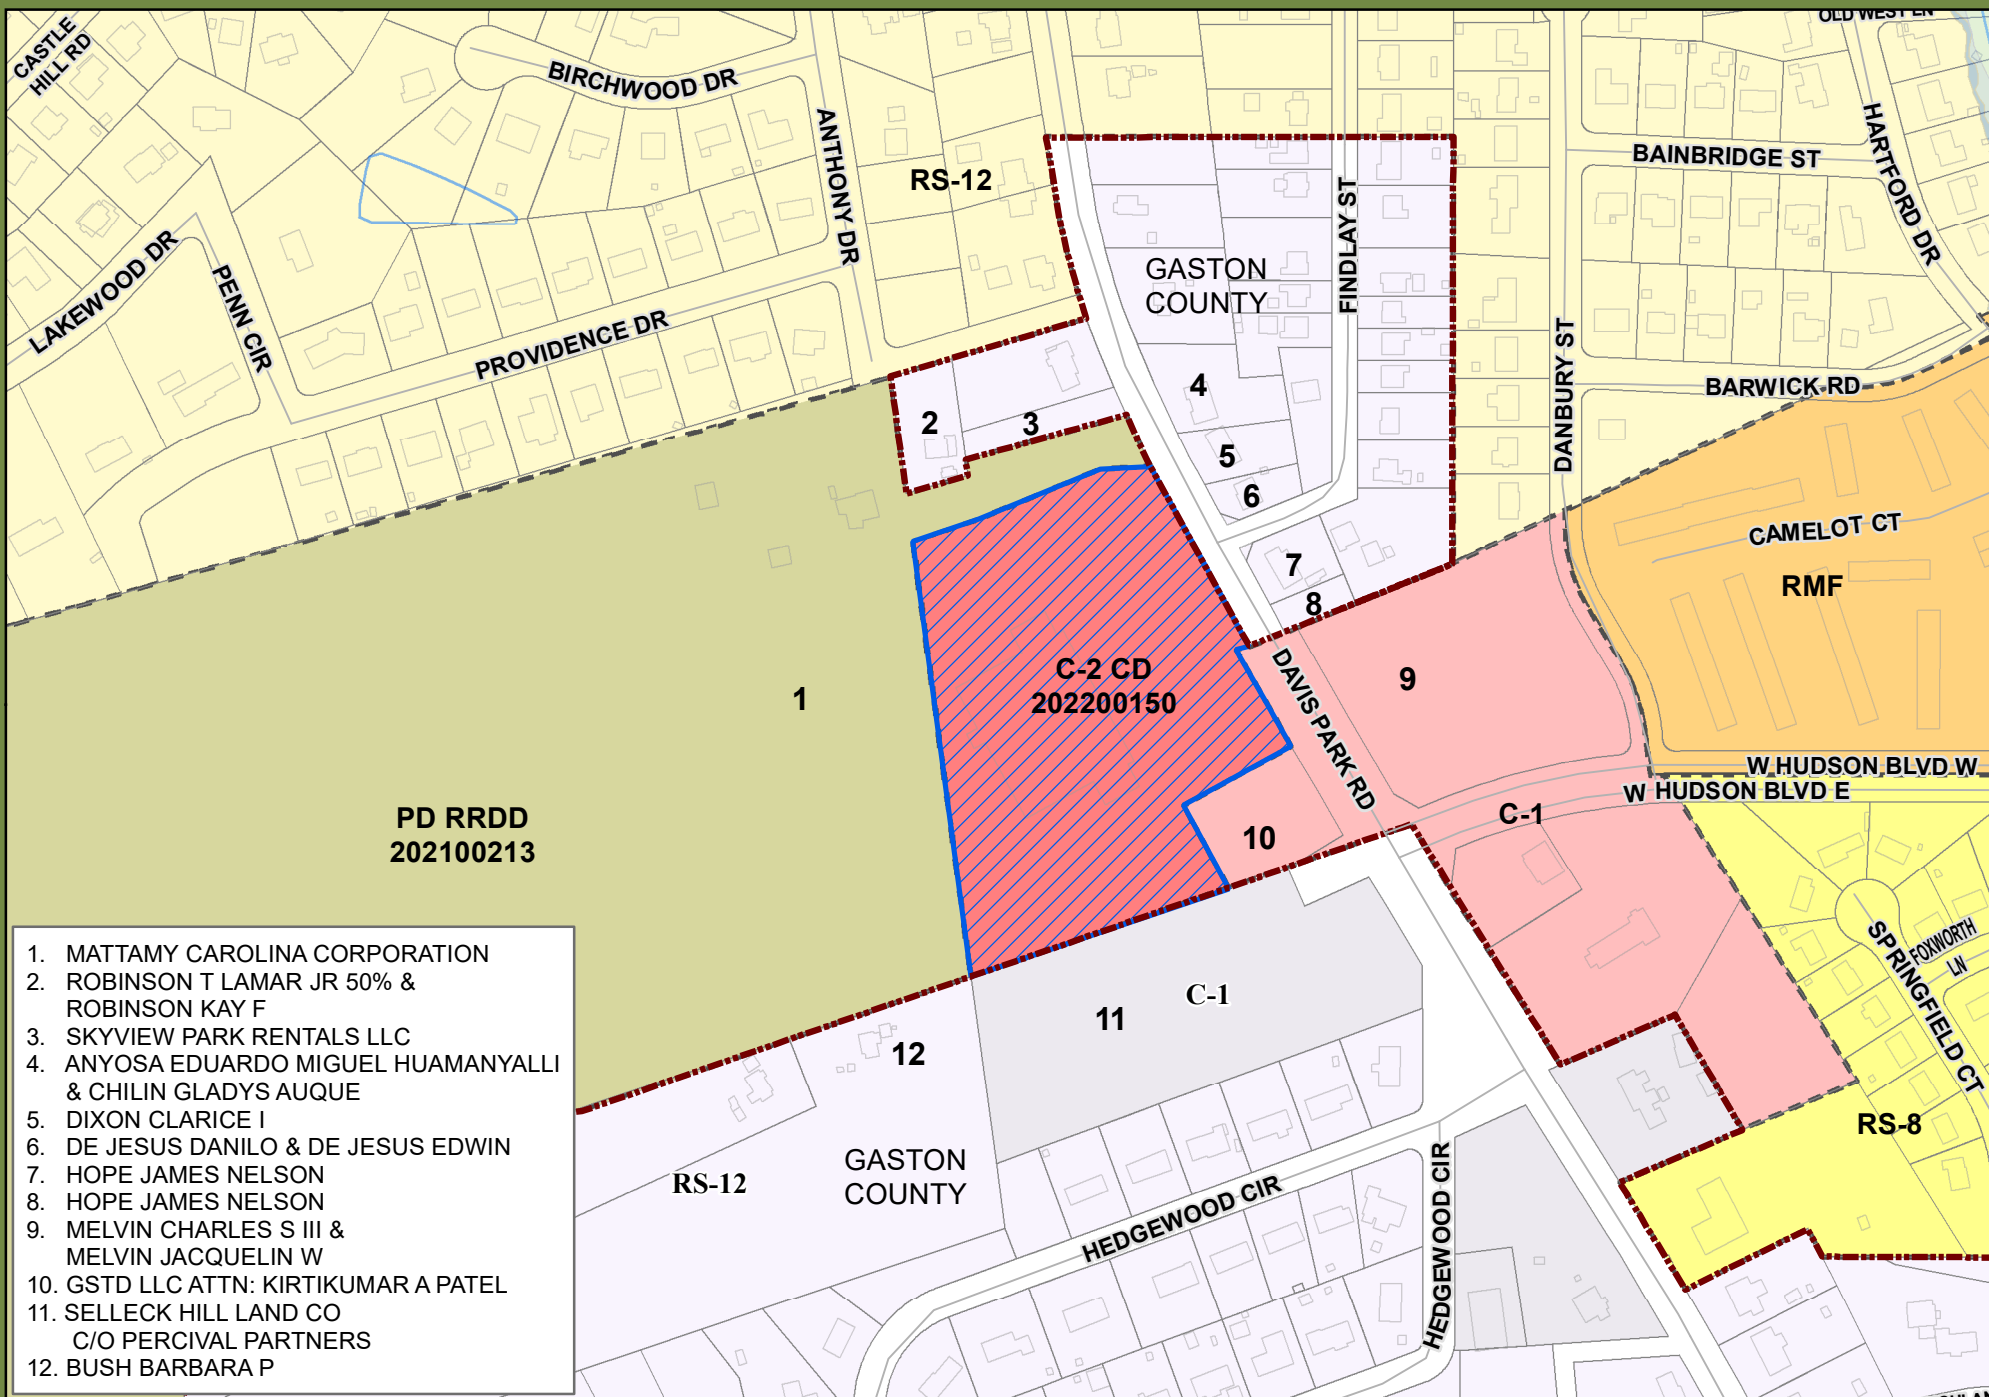 OLD WEST LN
CASTLE
HILL RD
BIRCHWOOD DR
ANTHONY DR
RS-12
HARTFORD DR
BAINBRIDGE ST
FINDLAY ST
LAKEWOOD DR
PENN CIR
PROVIDENCE DR
GASTON
COUNTY
DANBURY ST
BARWICK RD
2
3
4
5
6
7
8
CAMELOT CT
RMF
C-2 CD
202200150
1
9
DAVIS PARK RD
W HUDSON BLVD W
W HUDSON BLVD E
C-1
10
PD RRDD
202100213
SPRINGFIELD CT
FOXWORTH
LN
C-1
11
12
RS-8
RS-12
GASTON
COUNTY
HEDGEWOOD CIR
HEDGEWOOD CIR
1. MATTAMY CAROLINA CORPORATION
2. ROBINSON T LAMAR JR 50% &
ROBINSON KAY F
3. SKYVIEW PARK RENTALS LLC
4. ANYOSA EDUARDO MIGUEL HUAMANYALLI
& CHILIN GLADYS AUQUE
5. DIXON CLARICE I
6. DE JESUS DANILO & DE JESUS EDWIN
7. HOPE JAMES NELSON
8. HOPE JAMES NELSON
9. MELVIN CHARLES S III &
MELVIN JACQUELIN W
10. GSTD LLC ATTN: KIRTIKUMAR A PATEL
11. SELLECK HILL LAND CO
C/O PERCIVAL PARTNERS
12. BUSH BARBARA P